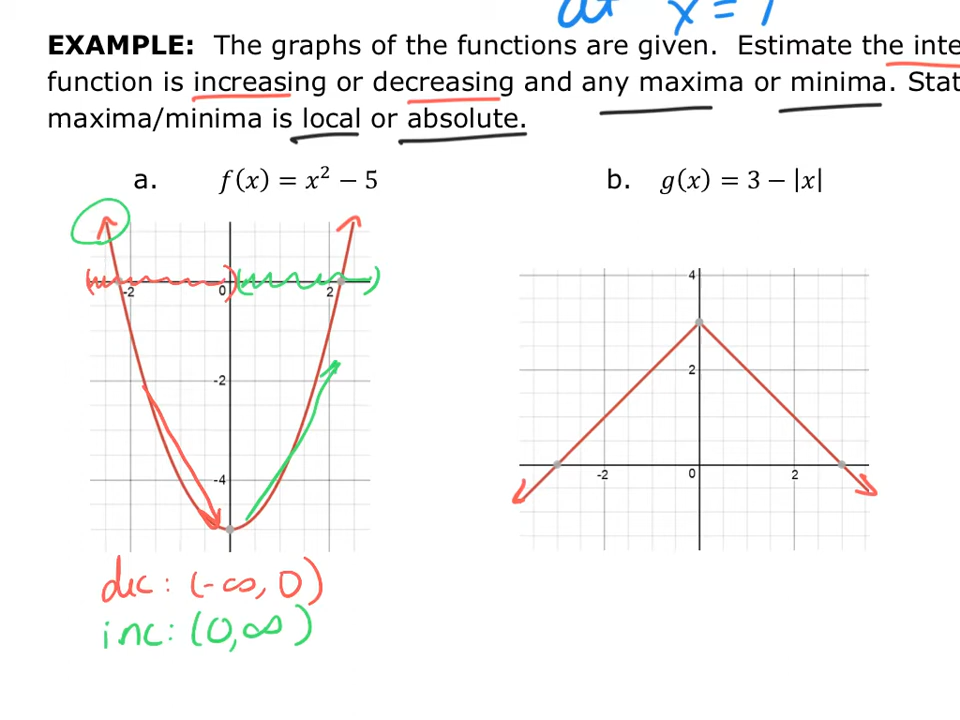 at x = 1
EXAMPLE: The graphs of the functions are given. Estimate the inte
function is increasing or decreasing and any maxima or minima. Stat
maxima/minima is local or absolute.
a. f(x) = x² − 5
b. g(x) = 3 − |x|
-2 0 2
-2
-4
4
2
-2 0 2
dec: (-∞, 0)
inc: (0, ∞)